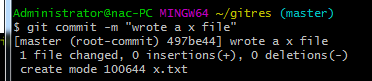 Administrator@nac-PC MINGW64 ~/gitres (master)
$ git commit -m "wrote a x file"
[master (root-commit) 497be44] wrote a x file
 1 file changed, 0 insertions(+), 0 deletions(-)
 create mode 100644 x.txt